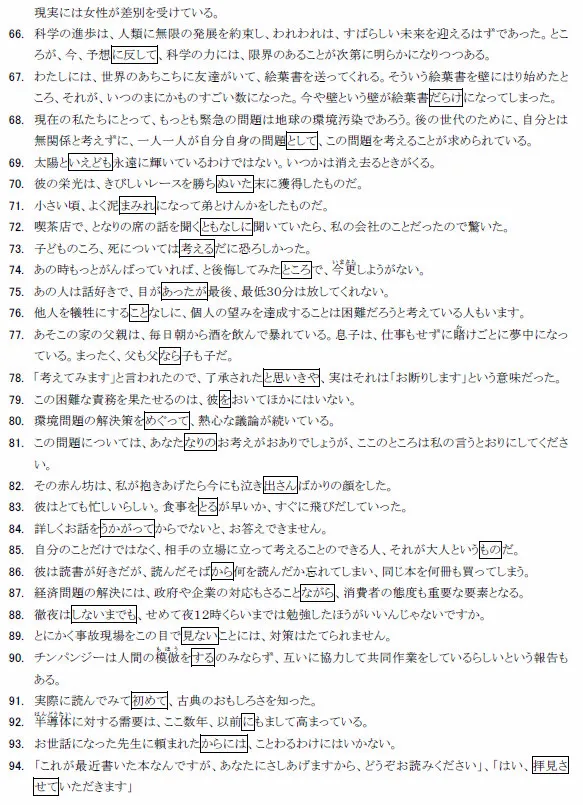 現実には女性が差別を受けている。
66. 科学の進歩は、人類に無限の発展を約束し、われわれは、すばらしい未来を迎えるはずであった。とこ
ろが、今、予想に反して、科学の力には、限界のあることが次第に明らかになりつつある。
67. わたしには、世界のあちこちに友達がいて、絵葉書を送ってくれる。そういう絵葉書を壁にはり始めたと
ころ、それが、いつのまにかものすごい数になった。今や壁という壁が絵葉書だらけになってしまった。
68. 現在の私たちにとって、もっとも緊急の問題は地球の環境汚染であろう。後の世代のために、自分とは
無関係と考えずに、一人一人が自分自身の問題として、この問題を考えることが求められている。
69. 太陽といえども永遠に輝いているわけではない。いつかは消え去るときがくる。
70. 彼の栄光は、きびしいレースを勝ちぬいた末に獲得したものだ。
71. 小さい頃、よく泥まみれになって弟とけんかをしたものだ。
72. 喫茶店で、となりの席の話を聞くともなしに聞いていたら、私の会社のことだったので驚いた。
73. 子どものころ、死については考えるだに恐ろしかった。
74. あの時もっとがんばっていれば、と後悔してみたところで、今更しようがない。
75. あの人は話好きで、目があったが最後、最低30分は放してくれない。
76. 他人を犠牲にすることなしに、個人の望みを達成することは困難だろうと考えている人もいます。
77. あそこの家の父親は、毎日朝から酒を飲んで暴れている。息子は、仕事もせずに賭けごとに夢中になっ
ている。まったく、父も父なら子も子だ。
78. 「考えてみます」と言われたので、了承されたと思いきや、実はそれは「お断りします」という意味だった。
79. この困難な責務を果たせるのは、彼をおいてほかにはいない。
80. 環境問題の解決策をめぐって、熱心な議論が続いている。
81. この問題については、あなたなりのお考えがおありでしょうが、ここのところは私の言うとおりにしてくださ
い。
82. その赤ん坊は、私が抱きあげたら今にも泣き出さんばかりの顔をした。
83. 彼はとても忙しいらしい。食事をとるが早いか、すぐに飛びだしていった。
84. 詳しくお話をうかがってからでないと、お答えできません。
85. 自分のことだけではなく、相手の立場に立って考えることのできる人、それが大人というものだ。
86. 彼は読書が好きだが、読んだそばから何を読んだか忘れてしまい、同じ本を何冊も買ってしまう。
87. 経済問題の解決には、政府や企業の対応もさることながら、消費者の態度も重要な要素となる。
88. 徹夜はしないまでも、せめて夜12時くらいまでは勉強したほうがいいんじゃないですか。
89. とにかく事故現場をこの目で見ないことには、対策はたてられません。
90. チンパンジーは人間の模倣をするのみならず、互いに協力して共同作業をしているらしいという報告も
ある。
91. 実際に読んでみて初めて、古典のおもしろさを知った。
92. 半導体に対する需要は、ここ数年、以前にもまして高まっている。
93. お世話になった先生に頼まれたからには、ことわるわけにはいかない。
94. 「これが最近書いた本なんですが、あなたにさしあげますから、どうぞお読みください」、「はい、拝見さ
せていただきます」